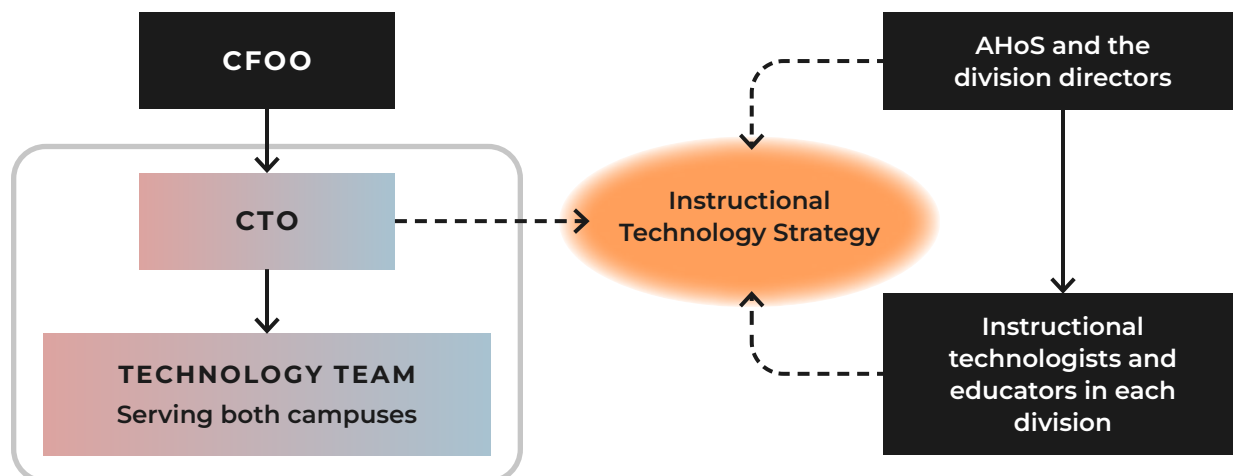 CFOO
AHoS and the
division directors
CTO
Instructional
Technology Strategy
TECHNOLOGY TEAM
Serving both campuses
Instructional
technologists and
educators in each
division